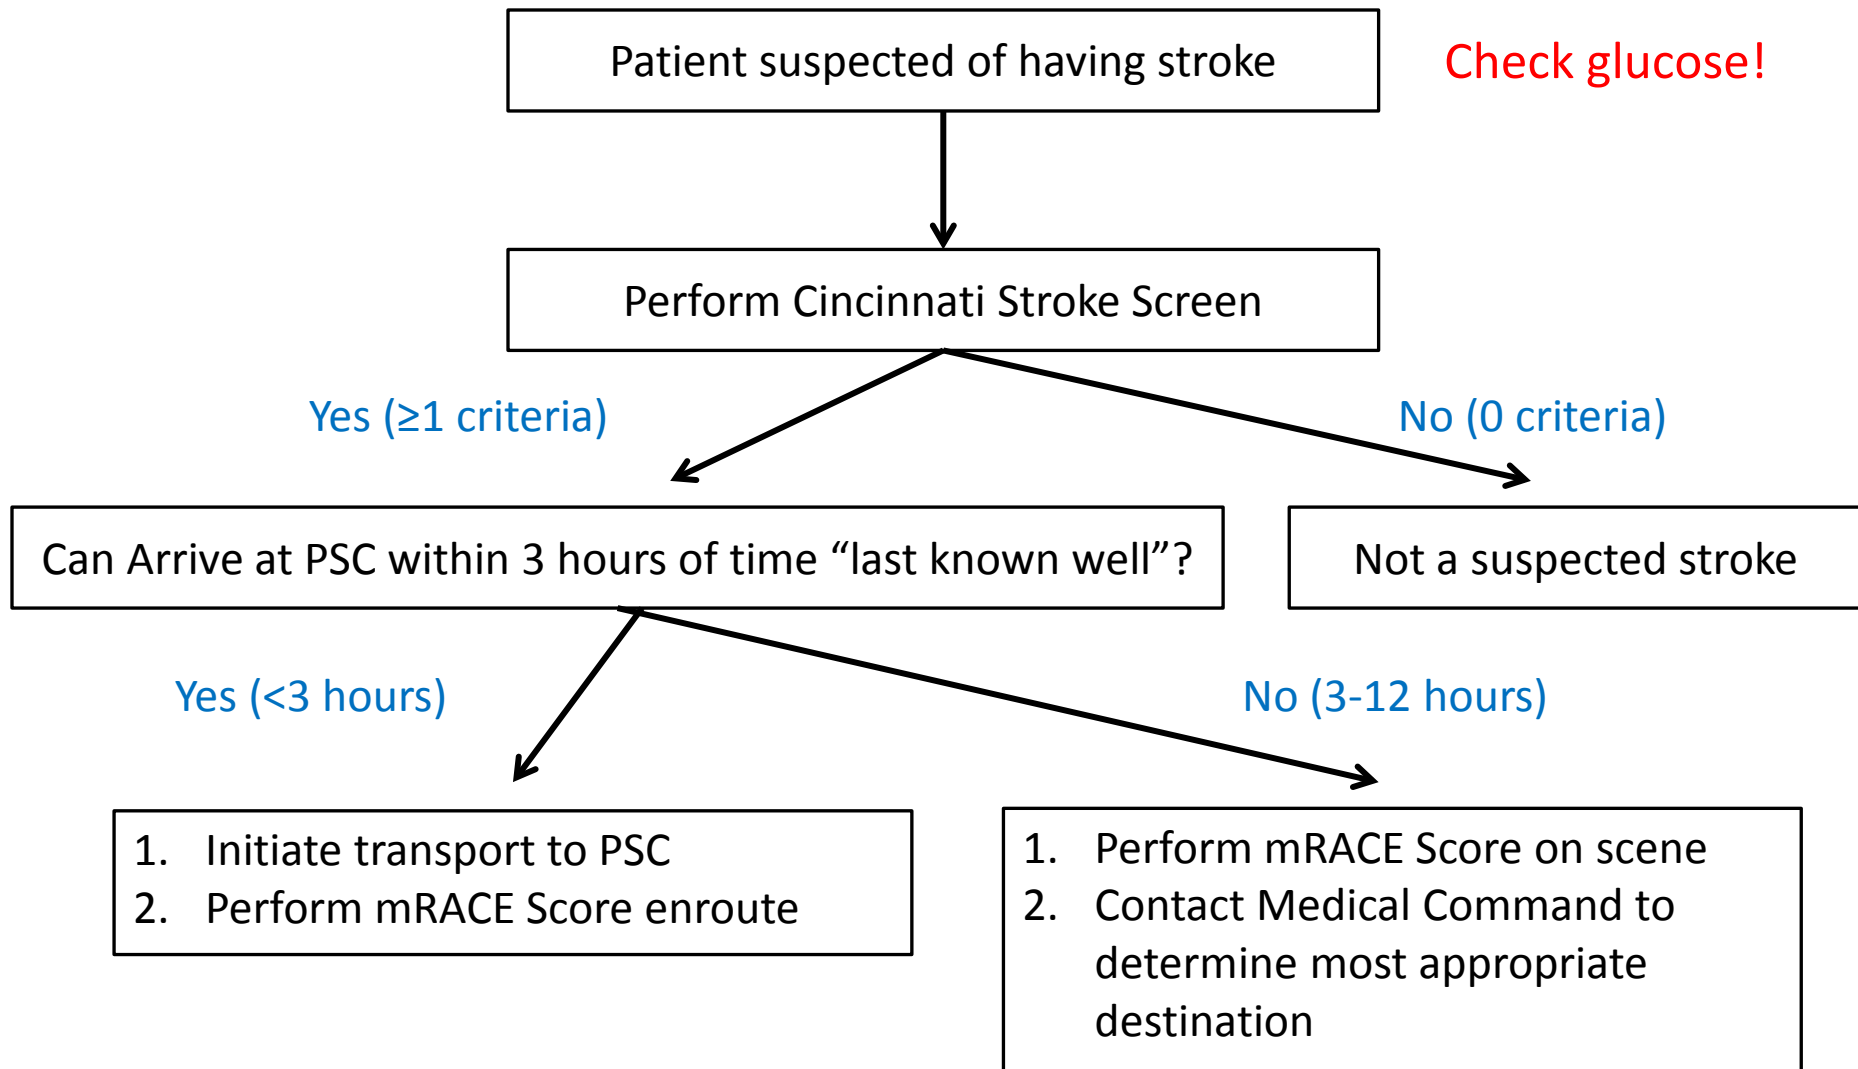 Patient suspected of having stroke
Check glucose!
Perform Cincinnati Stroke Screen
Yes (≥1 criteria)
No (0 criteria)
Can Arrive at PSC within 3 hours of time “last known well”?
Not a suspected stroke
Yes (<3 hours)
No (3-12 hours)
1. Initiate transport to PSC
2. Perform mRACE Score enroute
1. Perform mRACE Score on scene
2. Contact Medical Command to
determine most appropriate
destination